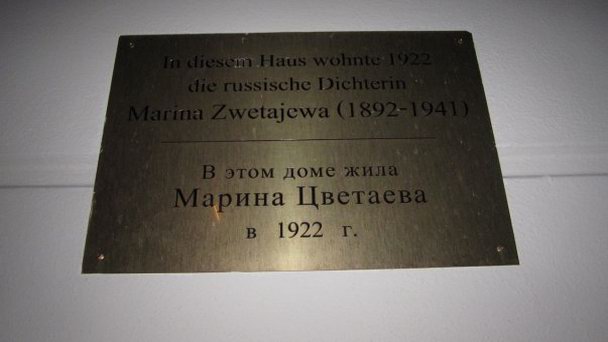 In diesem Haus wohnte 1922
die russische Dichterin
Marina Zwetajewa (1892-1941)
В этом доме жила
Марина Цветаева
в 1922 г.